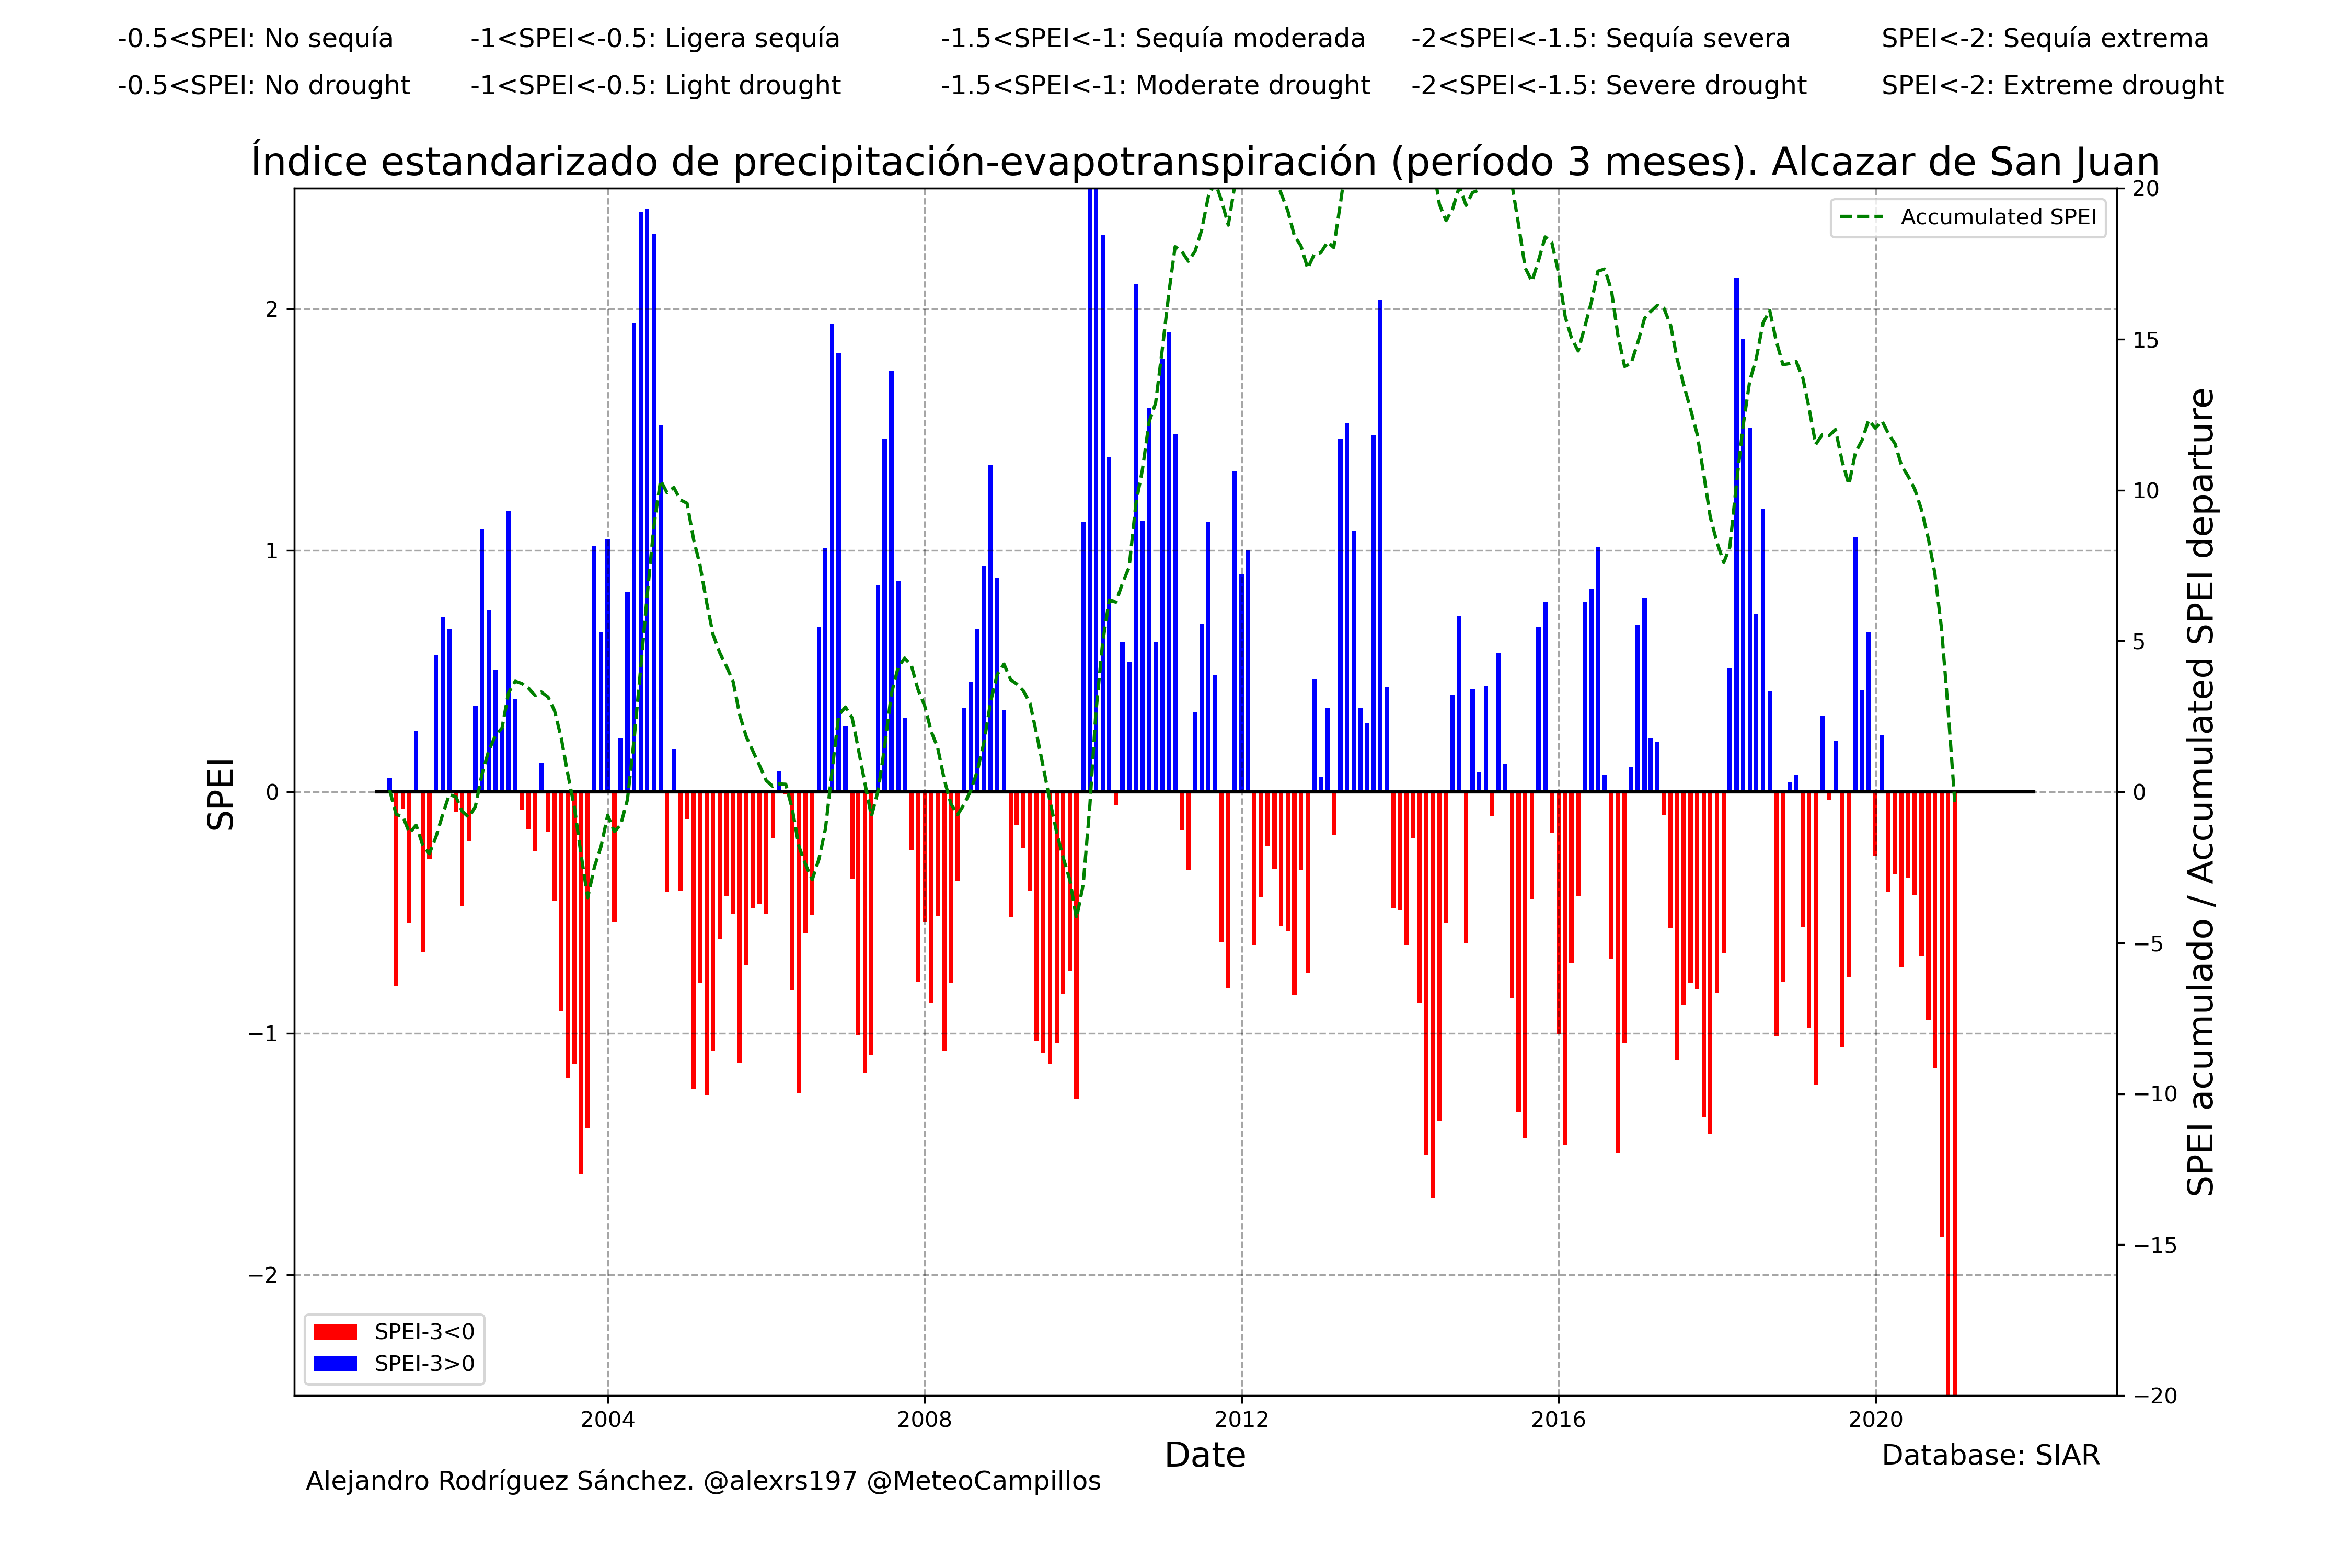 -0.5<SPEI: No sequía -1<SPEI<-0.5: Ligera sequía -1.5<SPEI<-1: Sequía moderada -2<SPEI<-1.5: Sequía severa SPEI<-2: Sequía extrema
-0.5<SPEI: No drought -1<SPEI<-0.5: Light drought -1.5<SPEI<-1: Moderate drought -2<SPEI<-1.5: Severe drought SPEI<-2: Extreme drought
Índice estandarizado de precipitación-evapotranspiración (período 3 meses). Alcazar de San Juan
Accumulated SPEI
SPEI
2
1
0
−1
−2
20
15
10
5
0
−5
−10
−15
−20
SPEI acumulado / Accumulated SPEI departure
SPEI-3<0
SPEI-3>0
2004 2008 2012 2016 2020
Date
Database: SIAR
Alejandro Rodríguez Sánchez. @alexrs197 @MeteoCampillos